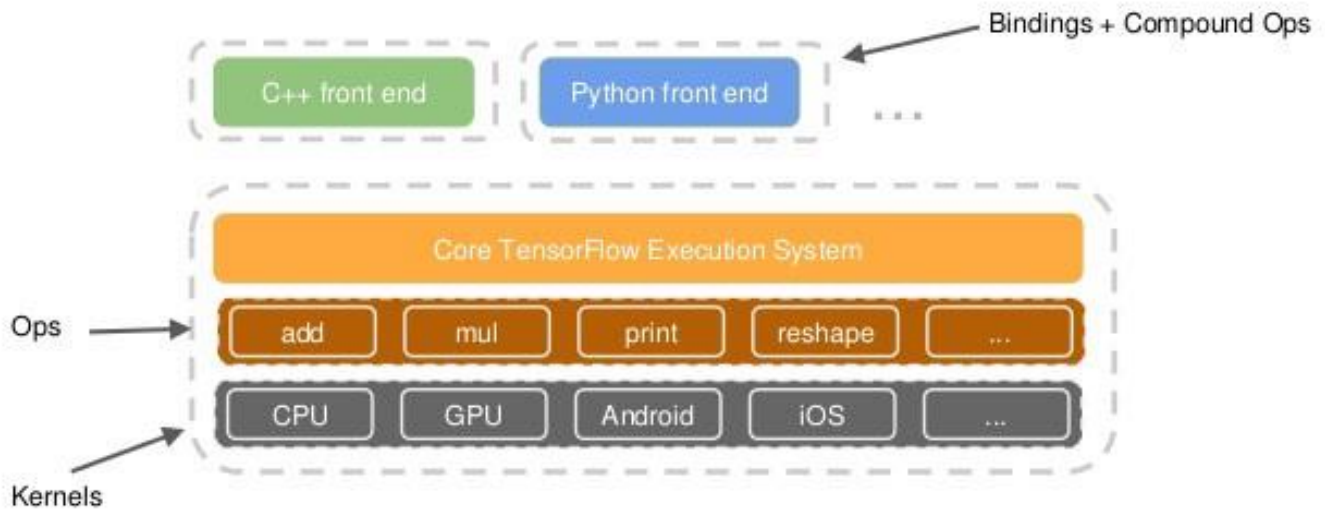 Bindings + Compound Ops
C++ front end
Python front end
...
Core TensorFlow Execution System
Ops
add
mul
print
reshape
...
CPU
GPU
Android
iOS
...
Kernels